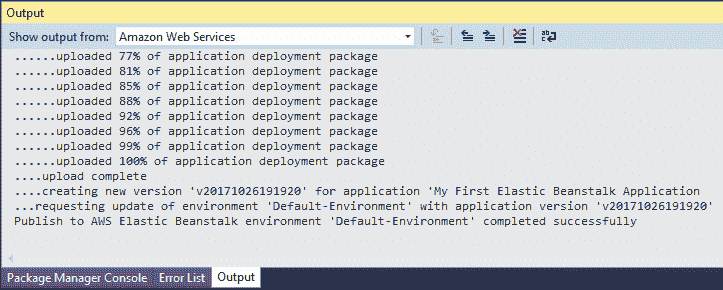 Output
Show output from: Amazon Web Services
......uploaded 77% of application deployment package
......uploaded 81% of application deployment package
......uploaded 85% of application deployment package
......uploaded 88% of application deployment package
......uploaded 92% of application deployment package
......uploaded 96% of application deployment package
......uploaded 99% of application deployment package
......uploaded 100% of application deployment package
....upload complete
....creating new version 'v20171026191920' for application 'My First Elastic Beanstalk Application
...requesting update of environment 'Default-Environment' with application version 'v20171026191920'
Publish to AWS Elastic Beanstalk environment 'Default-Environment' completed successfully
Package Manager Console Error List Output